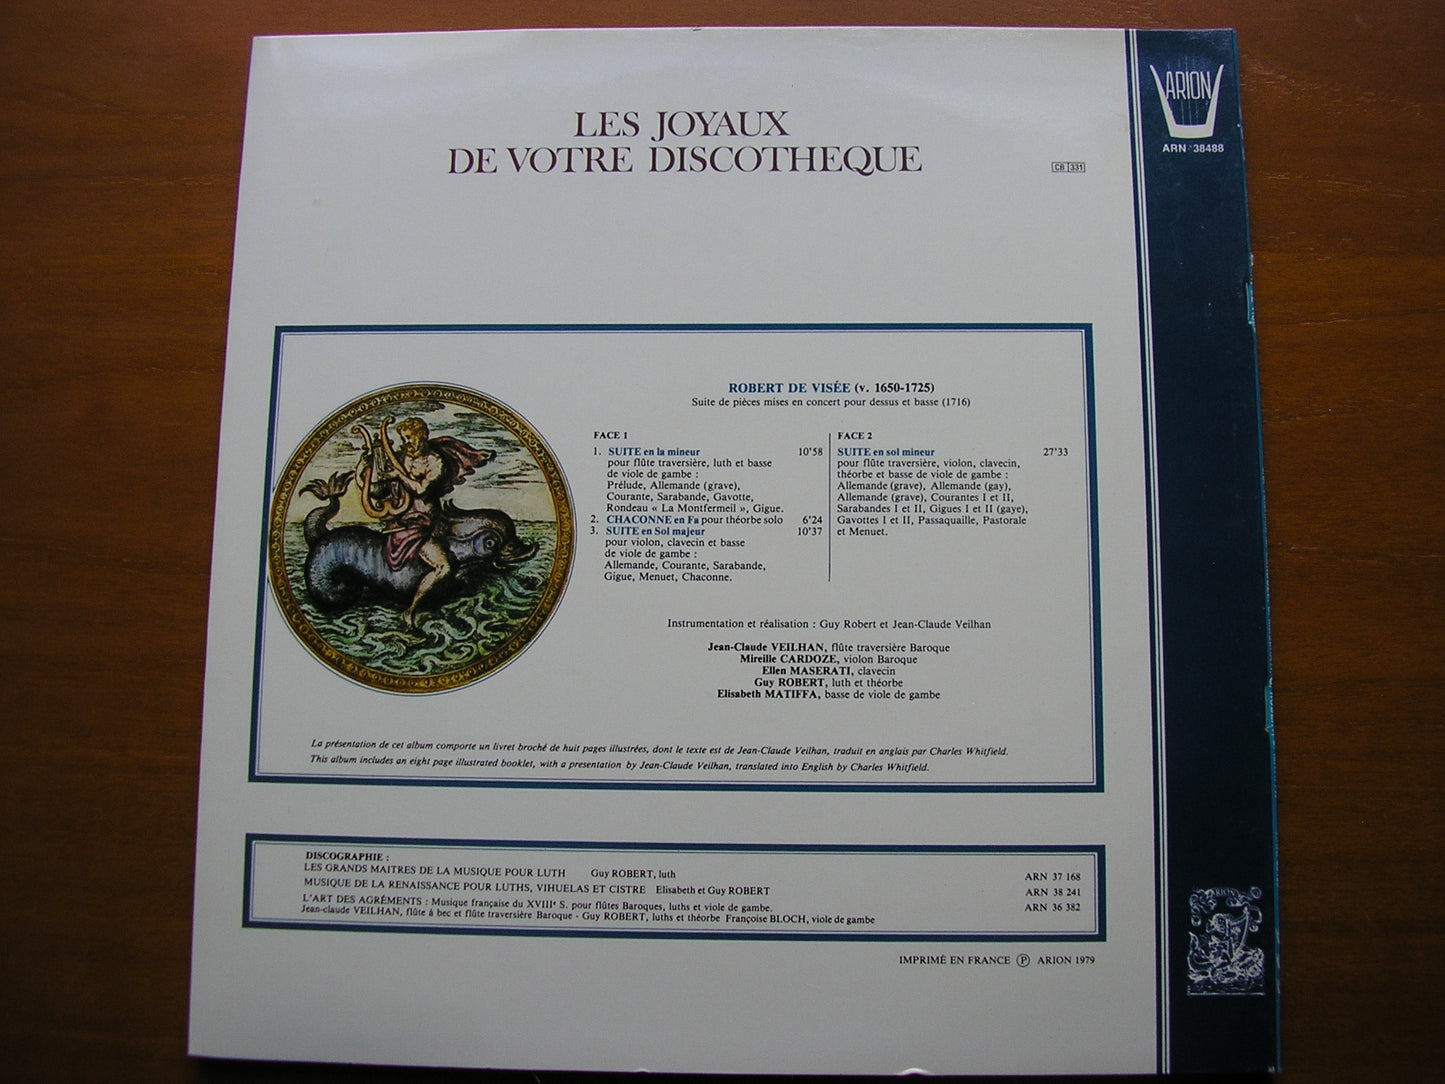 LES JOYAUX
DE VOTRE DISCOTHEQUE
CB 331
ARION
ARN 38488
ROBERT DE VISÉE (v. 1650-1725)
Suite de pièces mises en concert pour dessus et basse (1716)
FACE 1
1. SUITE en la mineur 10'58
pour flûte traversière, luth et basse
de viole de gambe :
Prélude, Allemande (grave),
Courante, Sarabande, Gavotte,
Rondeau « La Montfermeil », Gigue.
2. CHACONNE en Fa pour théorbe solo 6'24
3. SUITE en Sol majeur 10'37
pour violon, clavecin et basse
de viole de gambe :
Allemande, Courante, Sarabande,
Gigue, Menuet, Chaconne.
FACE 2
SUITE en sol mineur 27'33
pour flûte traversière, violon, clavecin,
théorbe et basse de viole de gambe :
Allemande (grave), Allemande (gay),
Allemande (grave), Courantes I et II,
Sarabandes I et II, Gigues I et II (gaye),
Gavottes I et II, Passaquaille, Pastorale
et Menuet.
Instrumentation et réalisation : Guy Robert et Jean-Claude Veilhan
Jean-Claude VEILHAN, flûte traversière Baroque
Mireille CARDOZE, violon Baroque
Ellen MASERATI, clavecin
Guy ROBERT, luth et théorbe
Elisabeth MATIFFA, basse de viole de gambe
La présentation de cet album comporte un livret broché de huit pages illustrées, dont le texte est de Jean-Claude Veilhan, traduit en anglais par Charles Whitfield.
This album includes an eight page illustrated booklet, with a presentation by Jean-Claude Veilhan, translated into English by Charles Whitfield.
DISCOGRAPHIE :
LES GRANDS MAITRES DE LA MUSIQUE POUR LUTH Guy ROBERT, luth ARN 37 168
MUSIQUE DE LA RENAISSANCE POUR LUTHS, VIHUELAS ET CISTRE Elisabeth et Guy ROBERT ARN 38 241
L'ART DES AGRÉMENTS : Musique française du XVIIIᵉ S. pour flûtes Baroques, luths et viole de gambe. ARN 36 382
Jean-claude VEILHAN, flûte à bec et flûte traversière Baroque - Guy ROBERT, luths et théorbe Françoise BLOCH, viole de gambe
IMPRIMÉ EN FRANCE Ⓟ ARION 1979
ARION